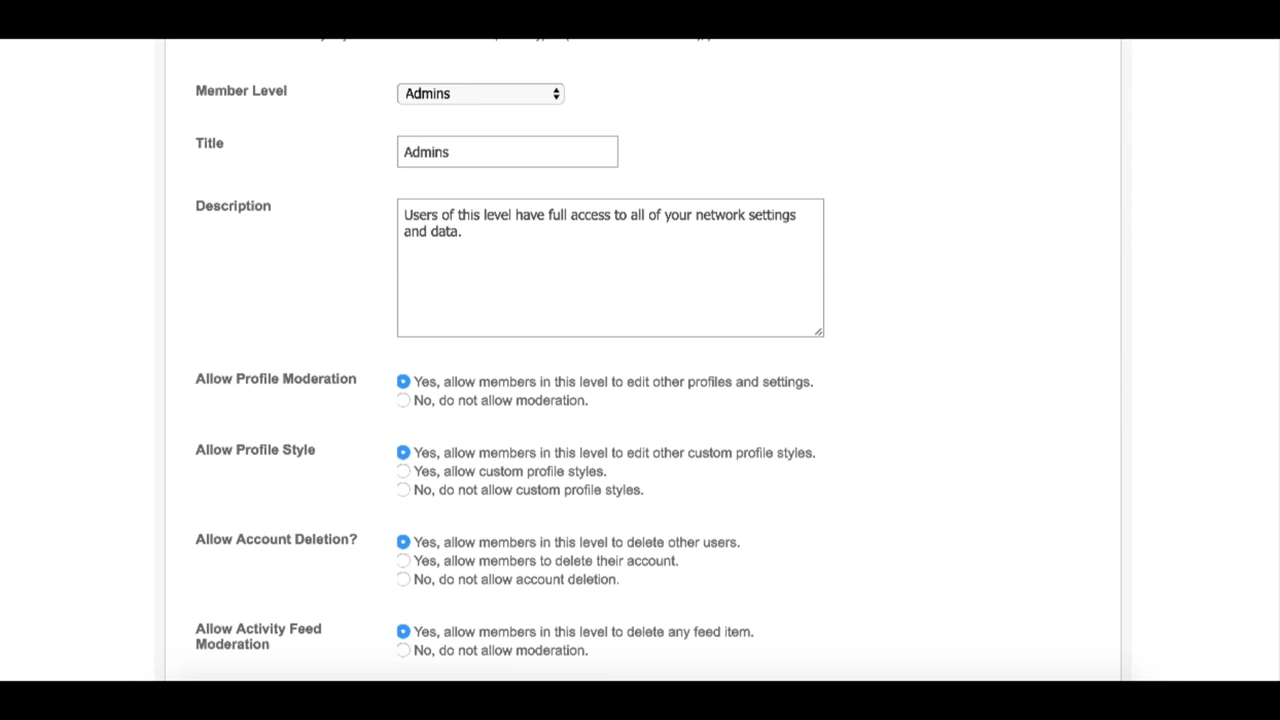 Member Level
Admins
Title
Admins
Description
Users of this level have full access to all of your network settings
and data.
Allow Profile Moderation
Yes, allow members in this level to edit other profiles and settings.
No, do not allow moderation.
Allow Profile Style
Yes, allow members in this level to edit other custom profile styles.
Yes, allow custom profile styles.
No, do not allow custom profile styles.
Allow Account Deletion?
Yes, allow members in this level to delete other users.
Yes, allow members to delete their account.
No, do not allow account deletion.
Allow Activity Feed
Moderation
Yes, allow members in this level to delete any feed item.
No, do not allow moderation.